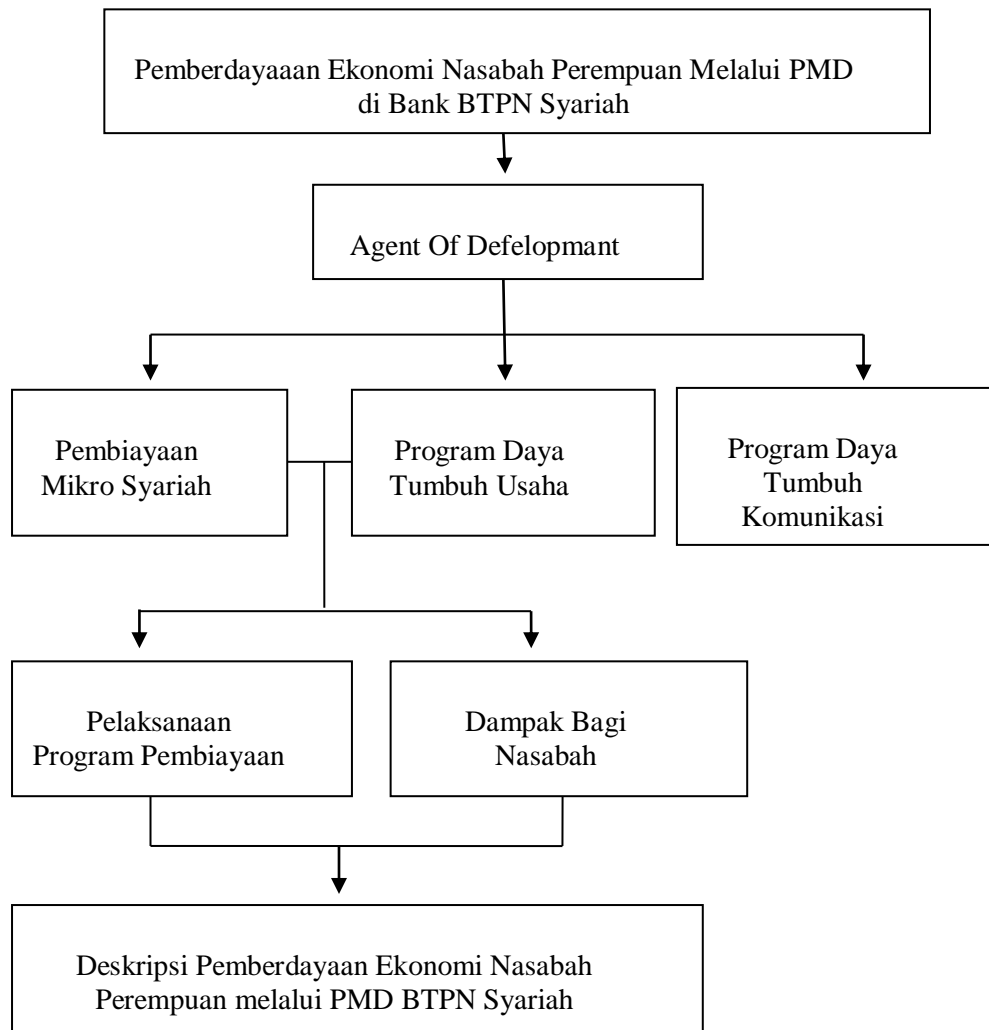 Pemberdayaaan Ekonomi Nasabah Perempuan Melalui PMD
di Bank BTPN Syariah
Agent Of Defelopmant
Pembiayaan
Mikro Syariah
Program Daya
Tumbuh Usaha
Program Daya
Tumbuh
Komunikasi
Pelaksanaan
Program Pembiayaan
Dampak Bagi
Nasabah
Deskripsi Pemberdayaan Ekonomi Nasabah
Perempuan melalui PMD BTPN Syariah